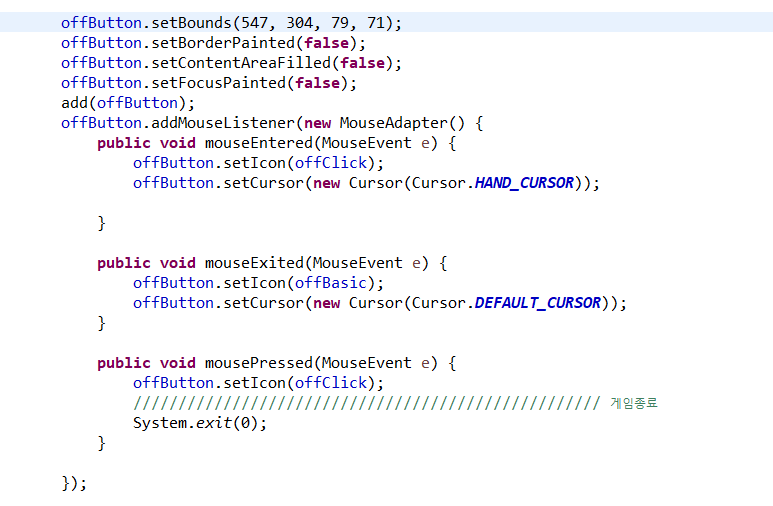 offButton.setBounds(547, 304, 79, 71);
offButton.setBorderPainted(false);
offButton.setContentAreaFilled(false);
offButton.setFocusPainted(false);
add(offButton);
offButton.addMouseListener(new MouseAdapter() {
public void mouseEntered(MouseEvent e) {
offButton.setIcon(offClick);
offButton.setCursor(new Cursor(Cursor.HAND_CURSOR));
}
public void mouseExited(MouseEvent e) {
offButton.setIcon(offBasic);
offButton.setCursor(new Cursor(Cursor.DEFAULT_CURSOR));
}
public void mousePressed(MouseEvent e) {
offButton.setIcon(offClick);
//////////////////////////////////////////////////// 게임종료
System.exit(0);
}
});